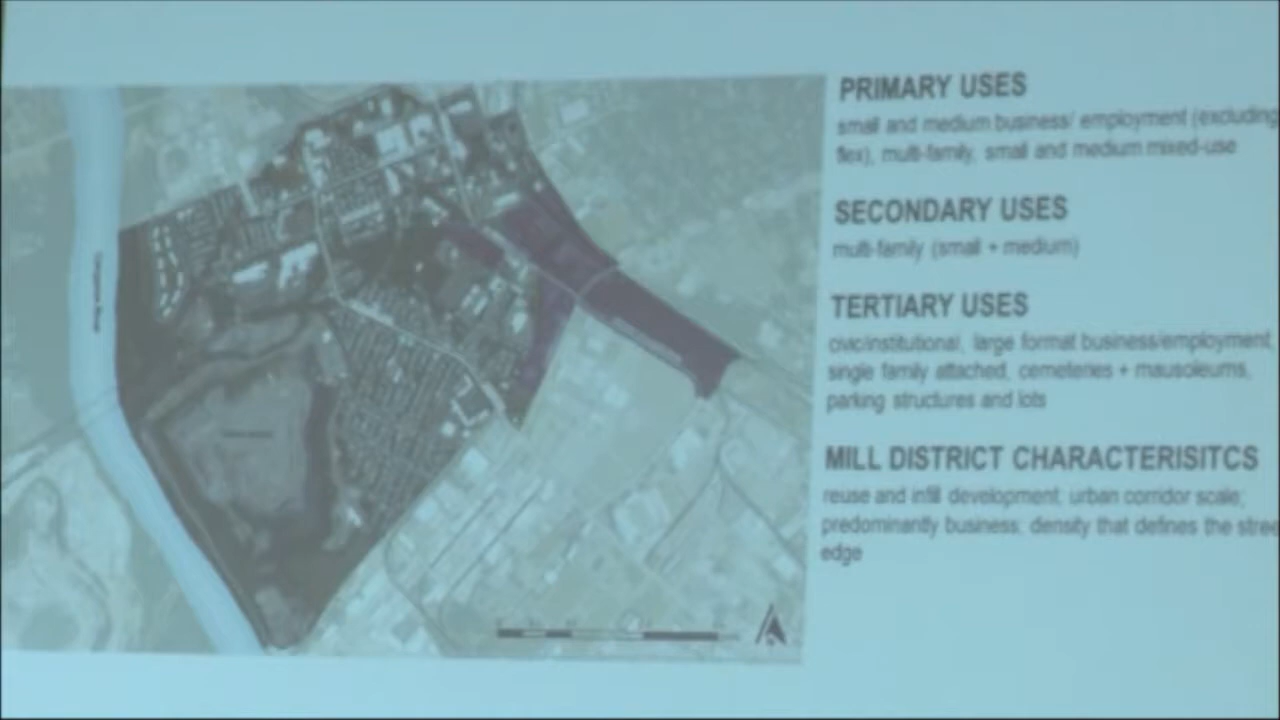 PRIMARY USES
small and medium business/ employment (excluding
flex), multi-family, small and medium mixed-use
SECONDARY USES
multi-family (small + medium)
TERTIARY USES
civic/institutional, large format business/employment,
single family attached, cemeteries + mausoleums,
parking structures and lots
MILL DISTRICT CHARACTERISITCS
reuse and infill development; urban corridor scale;
predominantly business; density that defines the stree
edge